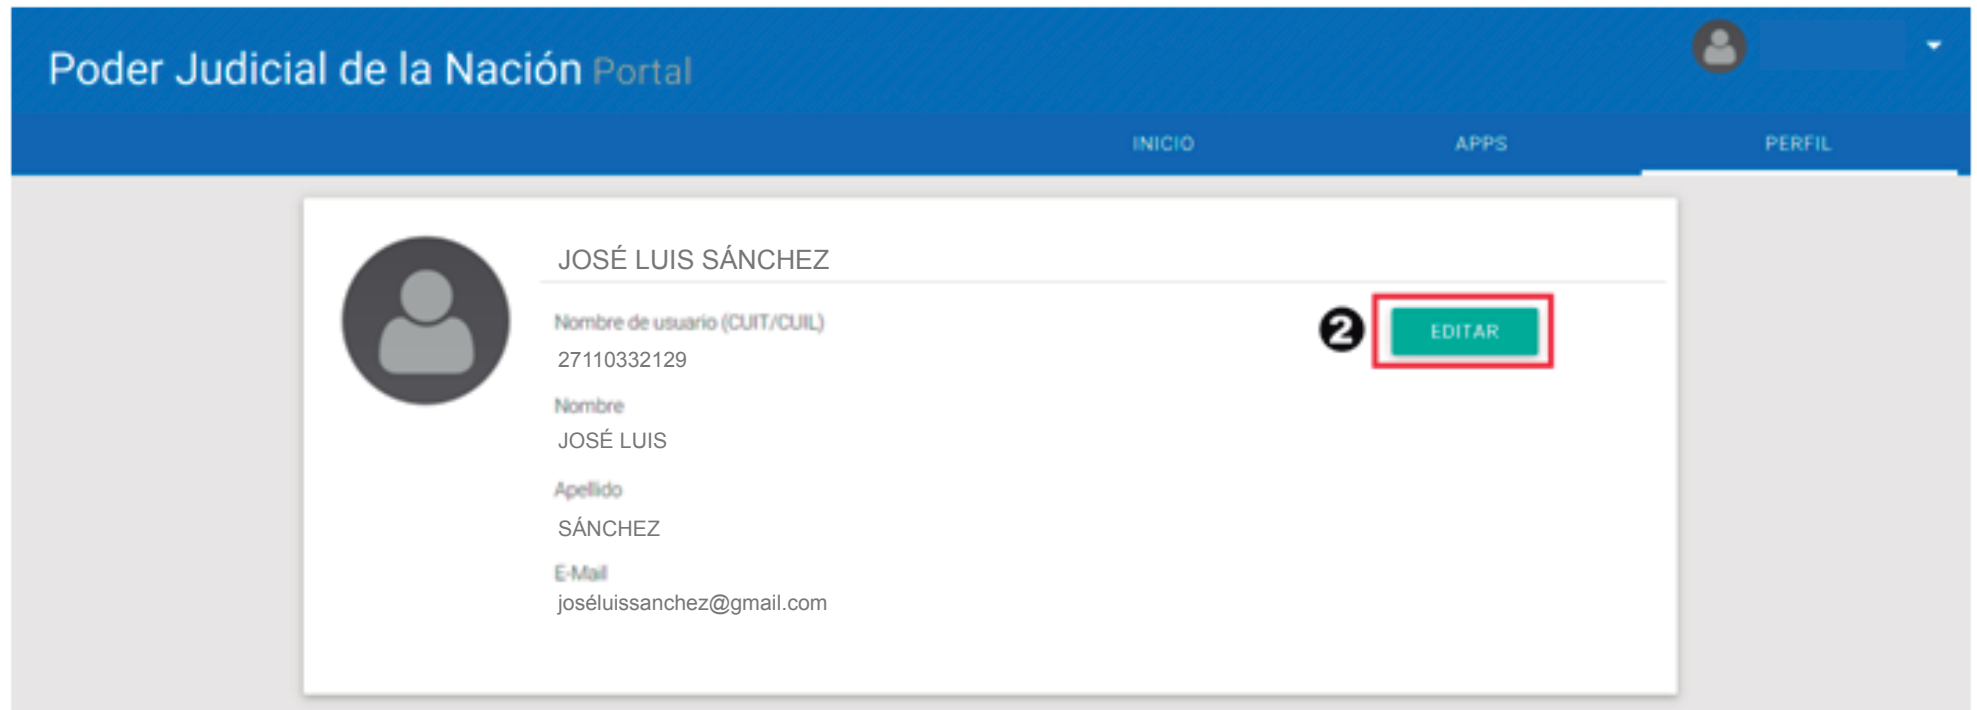 Poder Judicial de la Nación Portal
INICIO APPS PERFIL
JOSÉ LUIS SÁNCHEZ
Nombre de usuario (CUIT/CUIL)
2 EDITAR
27110332129
Nombre
JOSÉ LUIS
Apellido
SÁNCHEZ
E-Mail
joséluissanchez@gmail.com